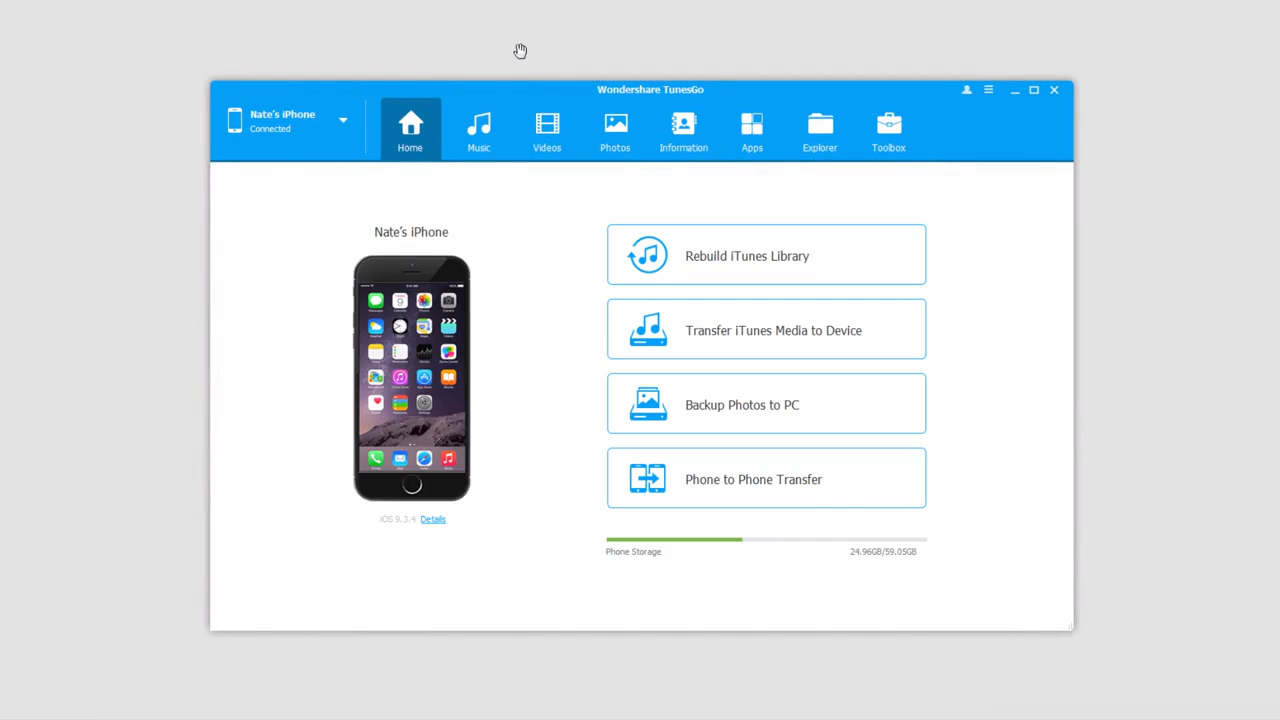 Wondershare TunesGo
Nate's iPhone
Connected
Home
Music
Videos
Photos
Information
Apps
Explorer
Toolbox
Nate's iPhone
iOS 9.3.4 Details
Rebuild iTunes Library
Transfer iTunes Media to Device
Backup Photos to PC
Phone to Phone Transfer
Phone Storage
24.96GB/59.05GB